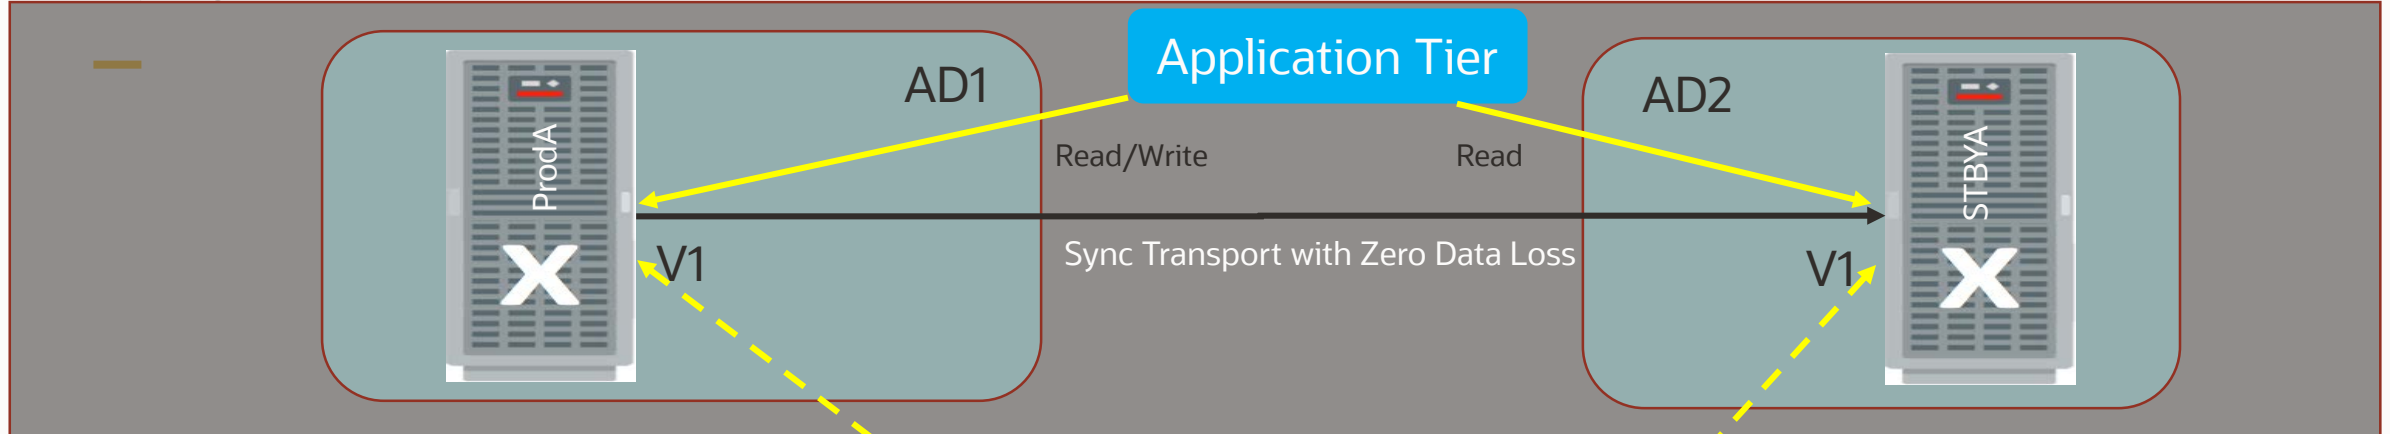 Application Tier
AD1
AD2
ProdA
Read/Write
Read
STBYA
V1
Sync Transport with Zero Data Loss
V1
X
X